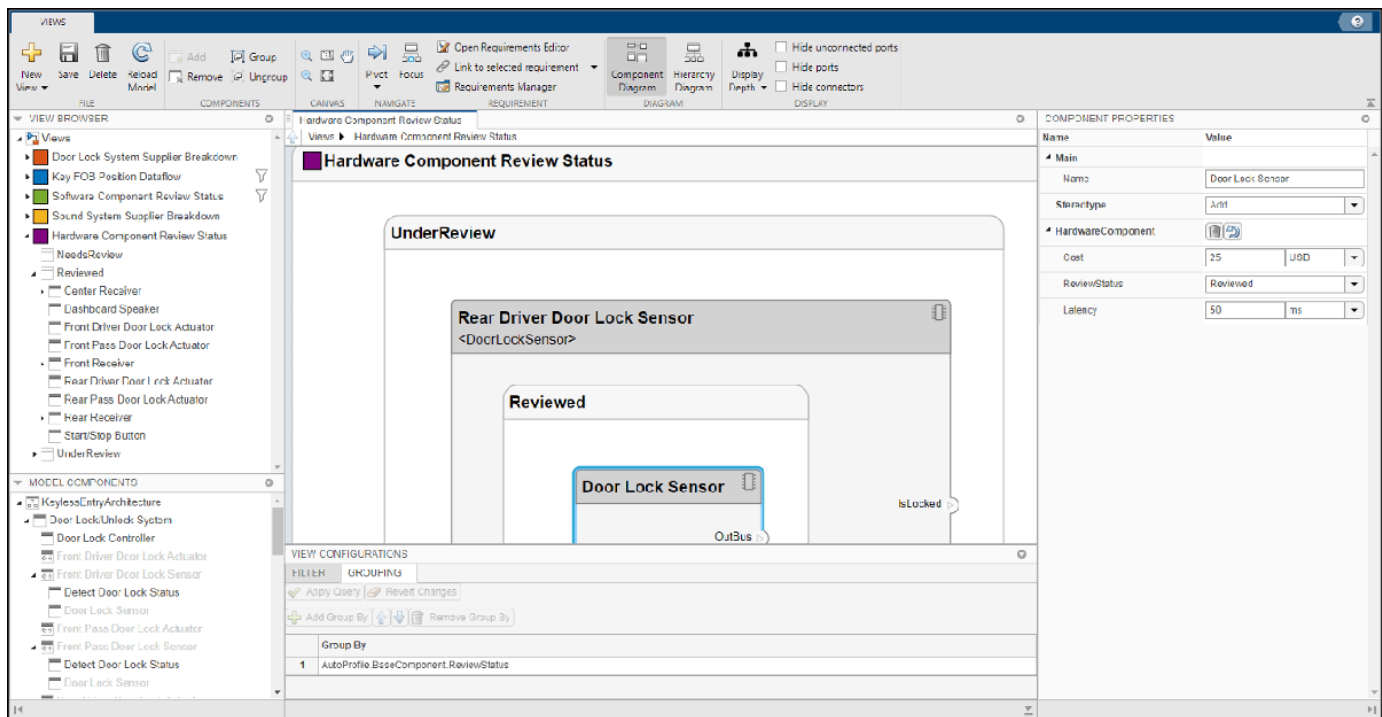 VIEWS
?
New View
Save
Delete
Reload Model
Add
Remove
Group
Ungroup
Pivot
Focus
Open Requirements Editor
Link to selected requirement
Requirements Manager
Component Diagram
Hierarchy Diagram
Display Depth
Hide unconnected ports
Hide ports
Hide connectors
FILE
COMPONENTS
CANVAS
NAVIGATE
REQUIREMENT
DIAGRAM
DISPLAY
VIEW BROWSER
Views
Door Lock System Supplier Breakdown
Key FOB Position Dataflow
Software Component Review Status
Sound System Supplier Breakdown
Hardware Component Review Status
NeedsReview
Reviewed
Center Receiver
Dashboard Speaker
Front Driver Door Lock Actuator
Front Pass Door Lock Actuator
Front Receiver
Rear Driver Door Lock Actuator
Rear Pass Door Lock Actuator
Rear Receiver
Start/Stop Button
UnderReview
MODEL COMPONENTS
KeylessEntryArchitecture
Door Lock/Unlock System
Door Lock Controller
Front Driver Door Lock Actuator
Front Driver Door Lock Sensor
Detect Door Lock Status
Door Lock Sensor
Front Pass Door Lock Actuator
Front Pass Door Lock Sensor
Detect Door Lock Status
Door Lock Sensor
Hardware Component Review Status
Views ▶ Hardware Component Review Status
Hardware Component Review Status
UnderReview
Rear Driver Door Lock Sensor
<DoorLockSensor>
Reviewed
Door Lock Sensor
OutBus
IsLocked
VIEW CONFIGURATIONS
FILTER
GROUPING
Apply Query
Revert Changes
Add Group By
Remove Group By
Group By
1 AutoProfile.BaseComponent.ReviewStatus
COMPONENT PROPERTIES
Name Value
Main
Name Door Lock Sensor
Stereotype Add
HardwareComponent
Cost 25 USD
ReviewStatus Reviewed
Latency 50 ms